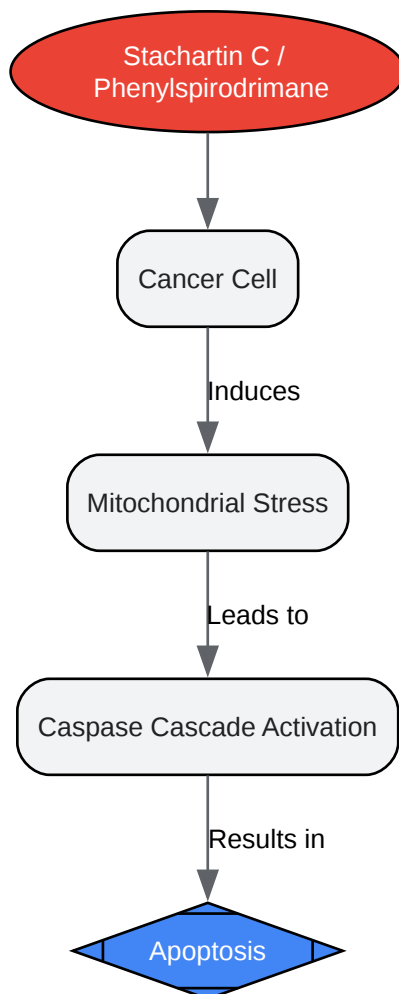 Stachartin C /
Phenylspirodrimane
Cancer Cell
Induces
Mitochondrial Stress
Leads to
Caspase Cascade Activation
Results in
Apoptosis